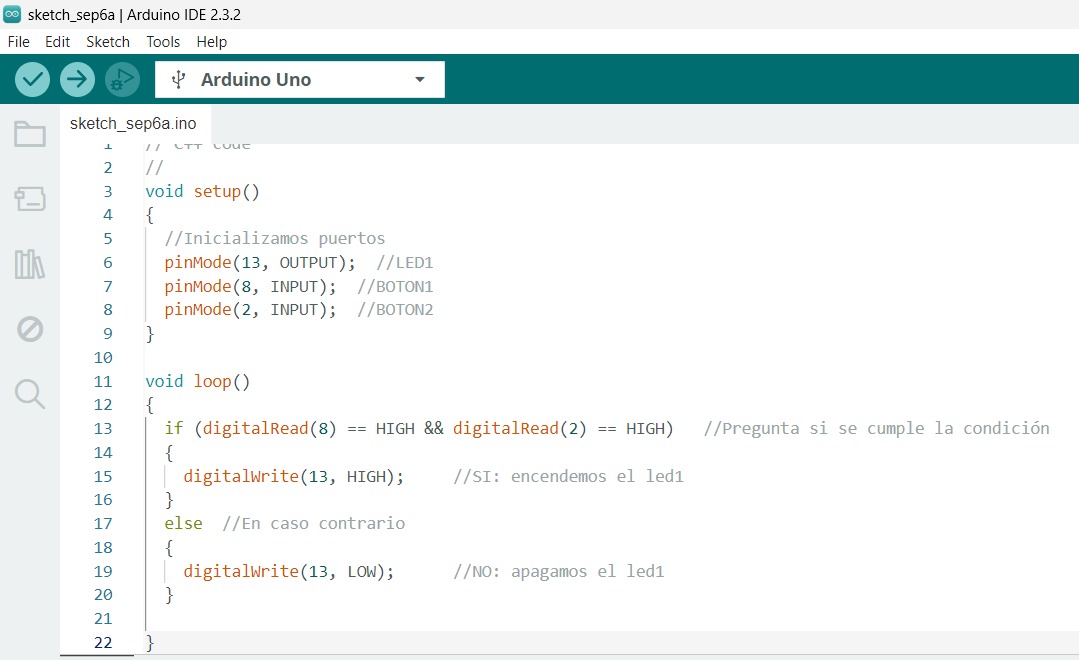 sketch_sep6a | Arduino IDE 2.3.2
File Edit Sketch Tools Help
Arduino Uno
sketch_sep6a.ino
1 // C++ code
2 //
3 void setup()
4 {
5 //Inicializamos puertos
6 pinMode(13, OUTPUT); //LED1
7 pinMode(8, INPUT); //BOTON1
8 pinMode(2, INPUT); //BOTON2
9 }
10
11 void loop()
12 {
13 if (digitalRead(8) == HIGH && digitalRead(2) == HIGH) //Pregunta si se cumple la condición
14 {
15 digitalWrite(13, HIGH); //SI: encendemos el led1
16 }
17 else //En caso contrario
18 {
19 digitalWrite(13, LOW); //NO: apagamos el led1
20 }
21
22 }